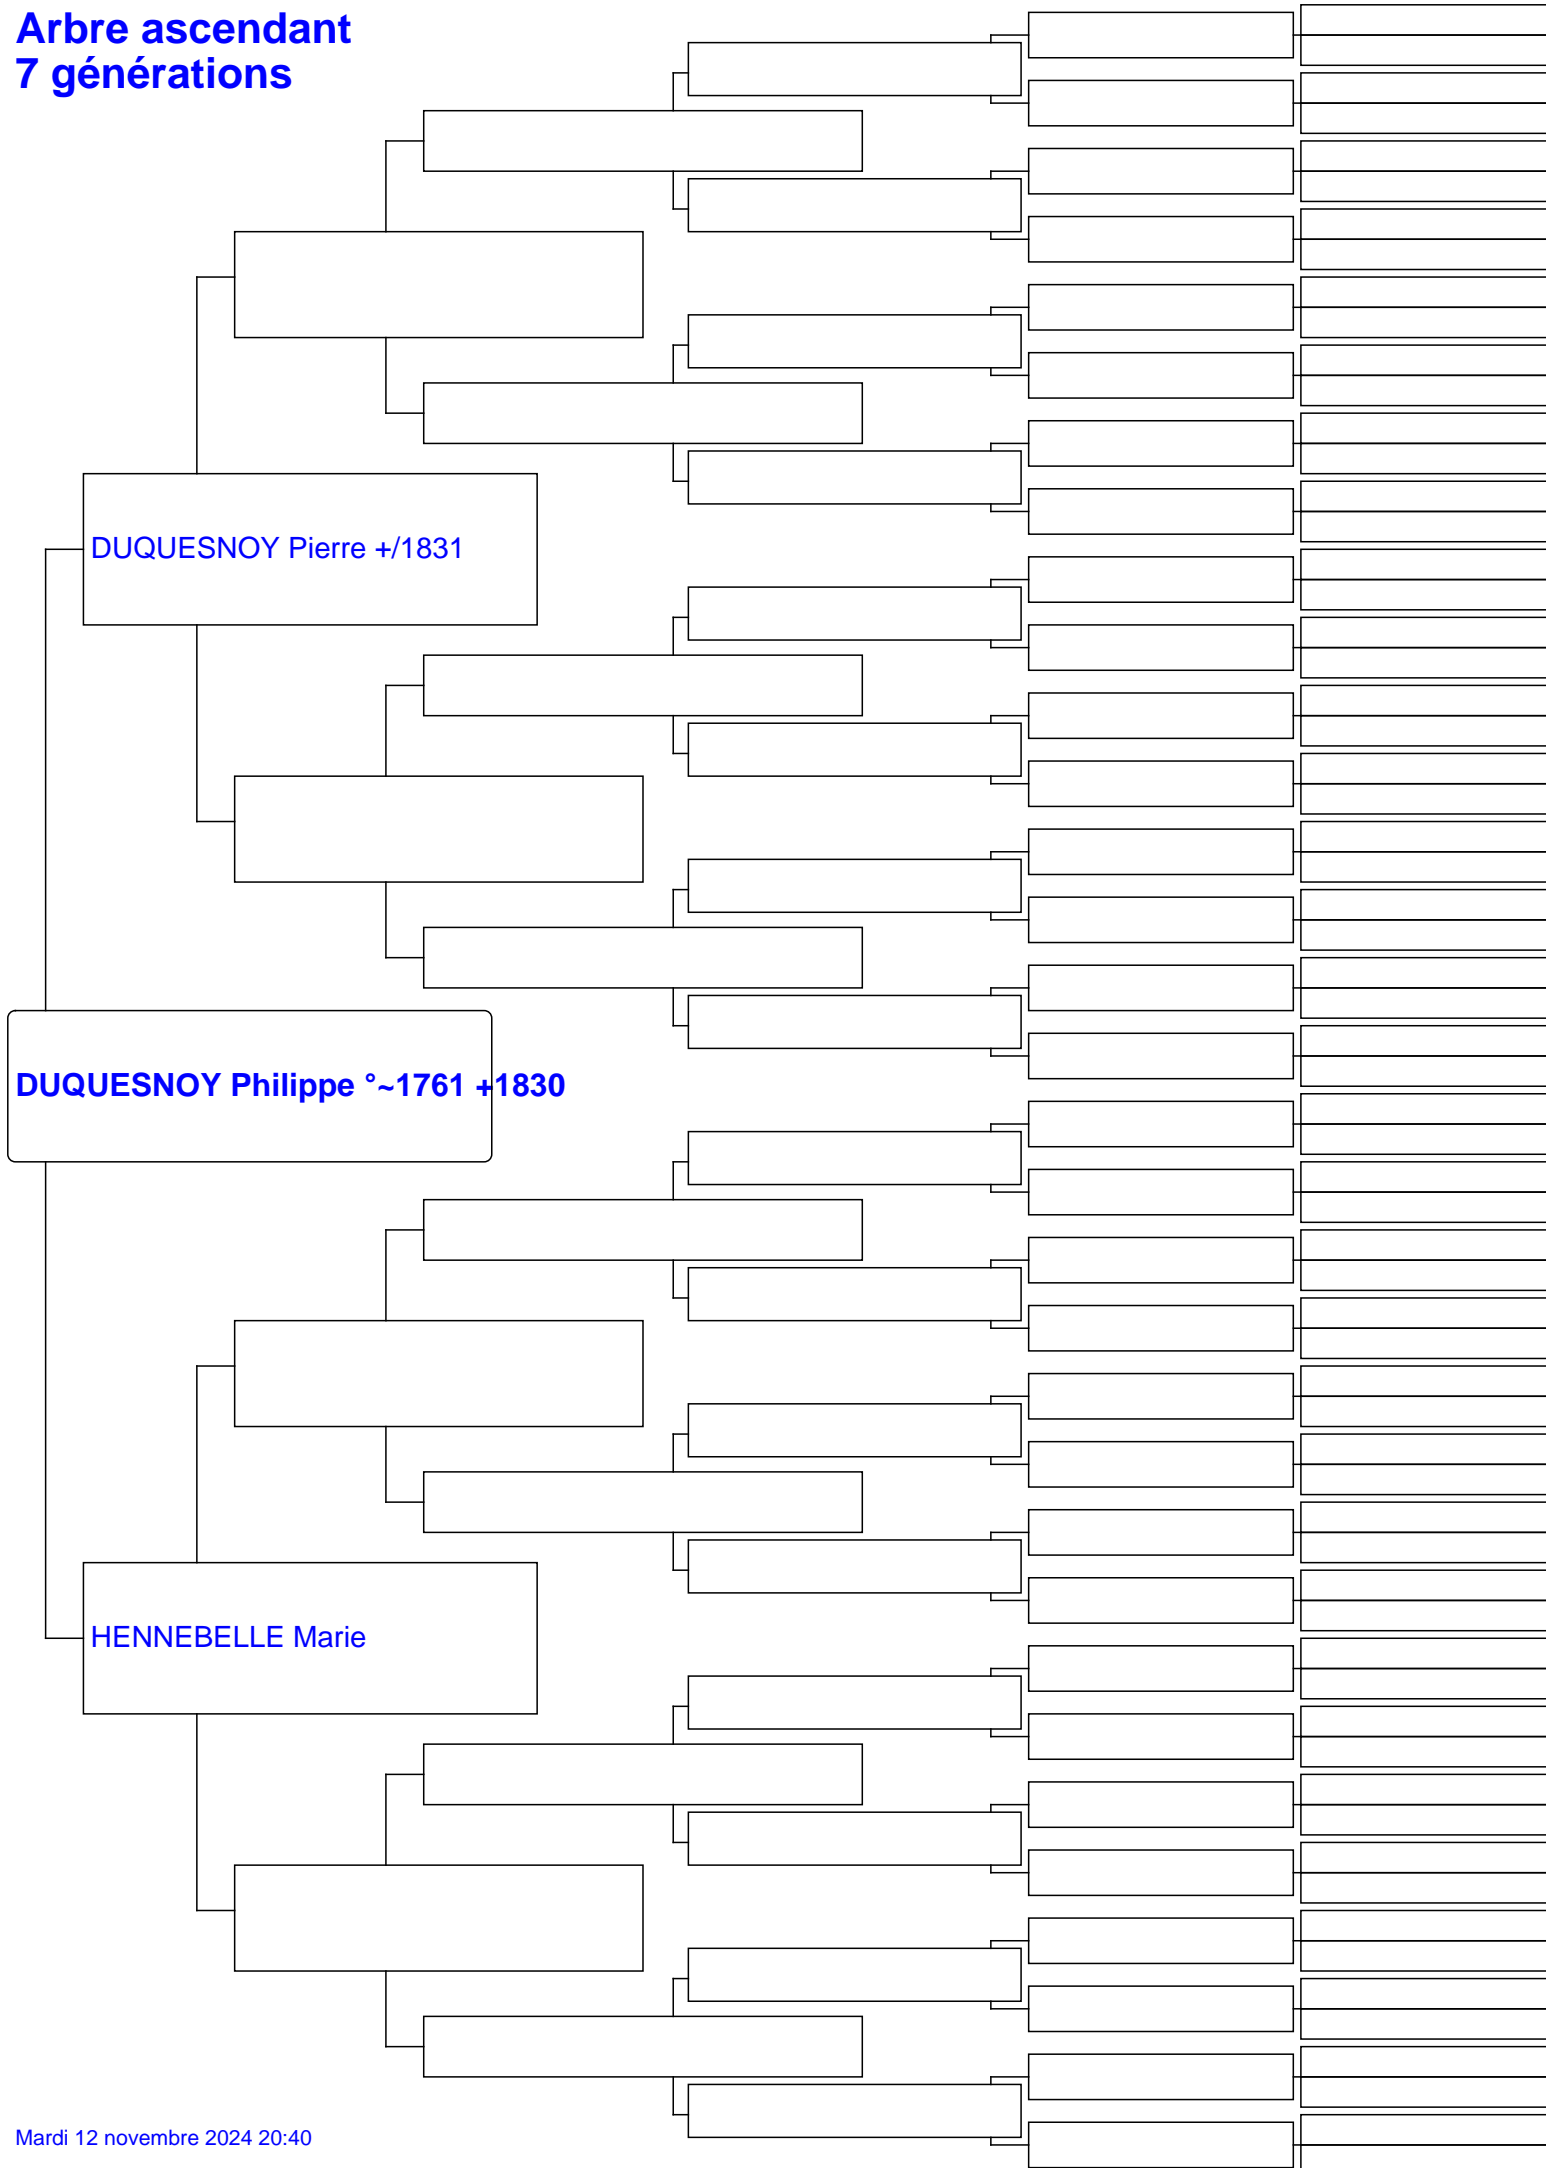 Arbre ascendant
7 générations
DUQUESNOY Pierre +/1831
DUQUESNOY Philippe °~1761 +1830
HENNEBELLE Marie
Mardi 12 novembre 2024 20:40